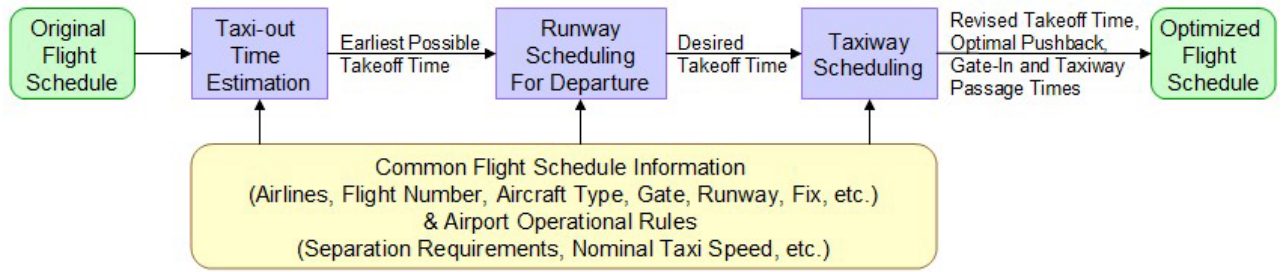 Original
Flight
Schedule
Taxi-out
Time
Estimation
Earliest Possible
Takeoff Time
Runway
Scheduling
For Departure
Desired
Takeoff Time
Taxiway
Scheduling
Revised Takeoff Time,
Optimal Pushback,
Gate-In and Taxiway
Passage Times
Optimized
Flight
Schedule
Common Flight Schedule Information
(Airlines, Flight Number, Aircraft Type, Gate, Runway, Fix, etc.)
& Airport Operational Rules
(Separation Requirements, Nominal Taxi Speed, etc.)